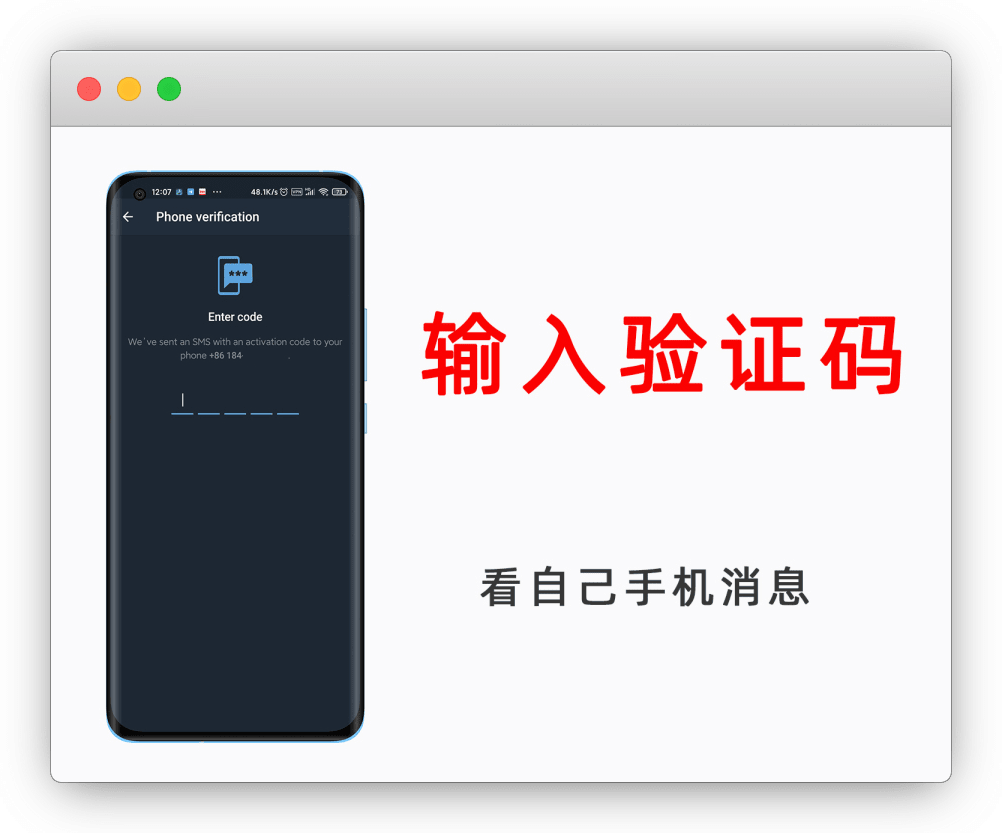 12:07 ... 48.1K/s
Phone verification
Enter code
We've sent an SMS with an activation code to your
phone +86 184
输入验证码
看自己手机消息